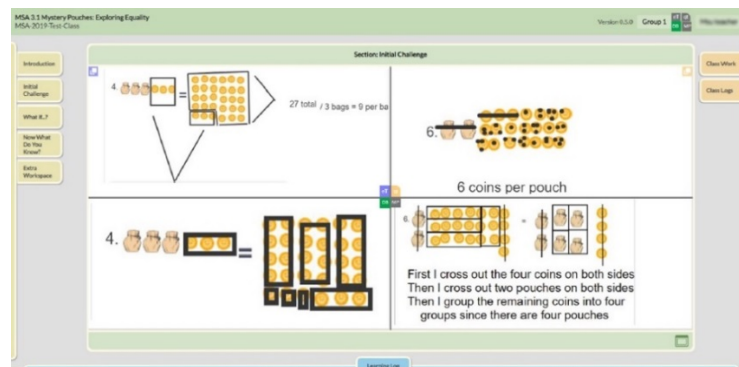 MSA 3.1 Mystery Pouches: Exploring Equality
MSA-2019-Test-Class
Version 0.5.0 Group 1
Introduction
Initial
Challenge
What if..?
Now What
Do You
Know?
Extra
Workspace
Section: Initial Challenge
Class Work
Class Logs
4
=
27 total / 3 bags = 9 per ba
6.
6 coins per pouch
4.
=
6.
=
First I cross out the four coins on both sides
Then I cross out two pouches on both sides
Then I group the remaining coins into four
groups since there are four pouches